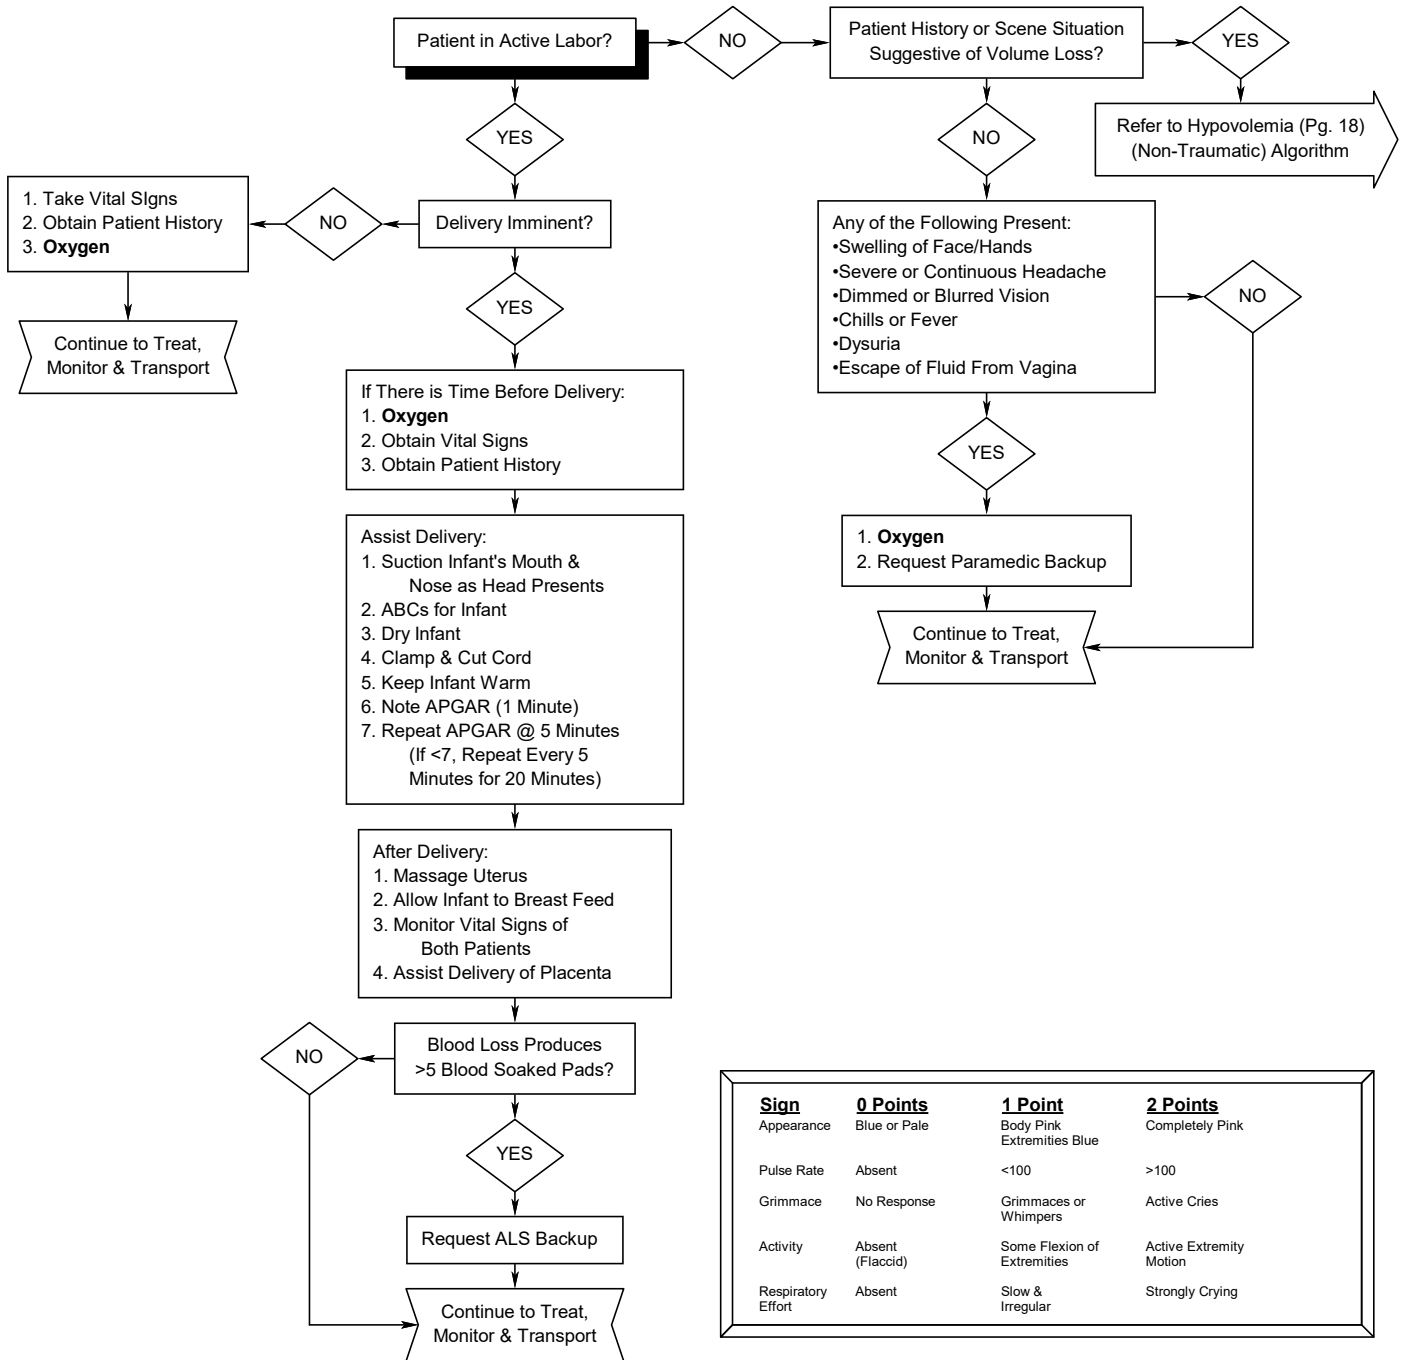 Patient in Active Labor?
NO
Patient History or Scene Situation
Suggestive of Volume Loss?
YES
Refer to Hypovolemia (Pg. 18)
(Non-Traumatic) Algorithm
YES
NO
Delivery Imminent?
NO
1. Take Vital SIgns
2. Obtain Patient History
3. Oxygen
Continue to Treat,
Monitor & Transport
YES
If There is Time Before Delivery:
1. Oxygen
2. Obtain Vital Signs
3. Obtain Patient History
Assist Delivery:
1. Suction Infant's Mouth &
Nose as Head Presents
2. ABCs for Infant
3. Dry Infant
4. Clamp & Cut Cord
5. Keep Infant Warm
6. Note APGAR (1 Minute)
7. Repeat APGAR @ 5 Minutes
(If <7, Repeat Every 5
Minutes for 20 Minutes)
After Delivery:
1. Massage Uterus
2. Allow Infant to Breast Feed
3. Monitor Vital Signs of
Both Patients
4. Assist Delivery of Placenta
Blood Loss Produces
>5 Blood Soaked Pads?
NO
YES
Request ALS Backup
Continue to Treat,
Monitor & Transport
Any of the Following Present:
•Swelling of Face/Hands
•Severe or Continuous Headache
•Dimmed or Blurred Vision
•Chills or Fever
•Dysuria
•Escape of Fluid From Vagina
NO
YES
1. Oxygen
2. Request Paramedic Backup
Continue to Treat,
Monitor & Transport
Sign 0 Points 1 Point 2 Points
Appearance Blue or Pale Body Pink Completely Pink
Extremities Blue
Pulse Rate Absent <100 >100
Grimmace No Response Grimmaces or Active Cries
Whimpers
Activity Absent Some Flexion of Active Extremity
(Flaccid) Extremities Motion
Respiratory Absent Slow & Strongly Crying
Effort Irregular